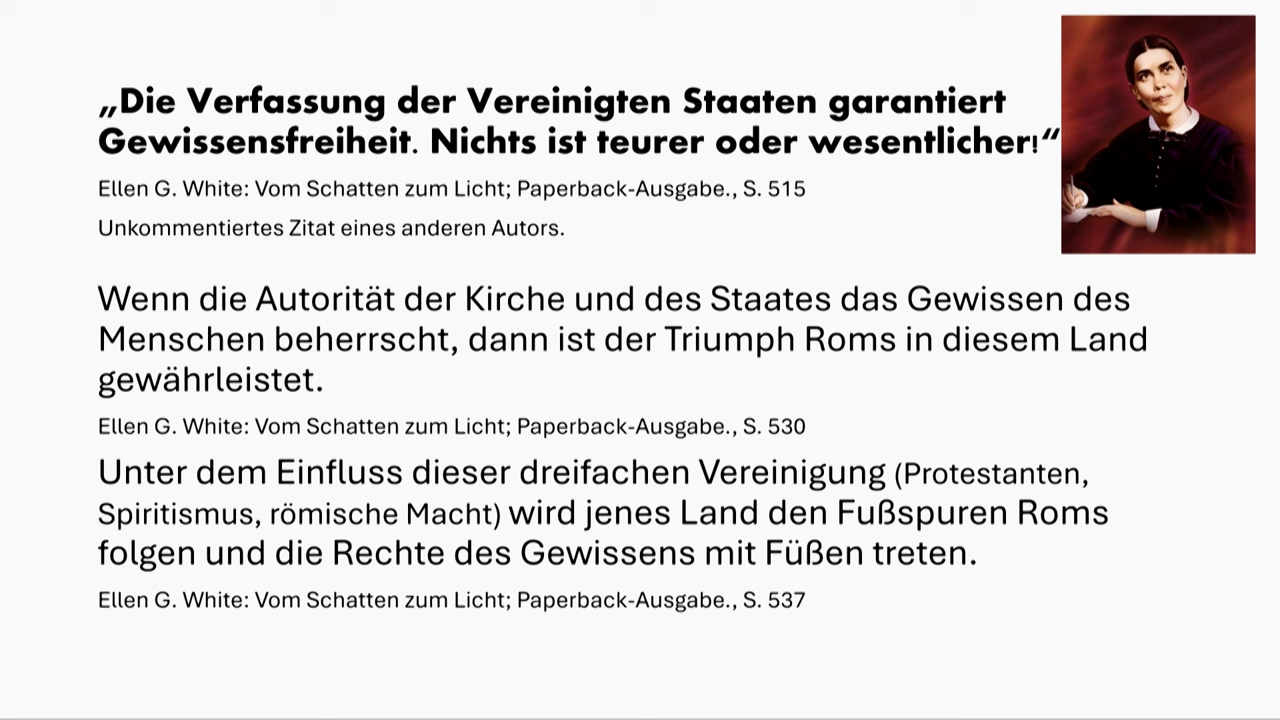 „Die Verfassung der Vereinigten Staaten garantiert
Gewissensfreiheit. Nichts ist teurer oder wesentlicher!“
Ellen G. White: Vom Schatten zum Licht; Paperback-Ausgabe., S. 515
Unkommentiertes Zitat eines anderen Autors.
Wenn die Autorität der Kirche und des Staates das Gewissen des
Menschen beherrscht, dann ist der Triumph Roms in diesem Land
gewährleistet.
Ellen G. White: Vom Schatten zum Licht; Paperback-Ausgabe., S. 530
Unter dem Einfluss dieser dreifachen Vereinigung (Protestanten,
Spiritismus, römische Macht) wird jenes Land den Fußspuren Roms
folgen und die Rechte des Gewissens mit Füßen treten.
Ellen G. White: Vom Schatten zum Licht; Paperback-Ausgabe., S. 537